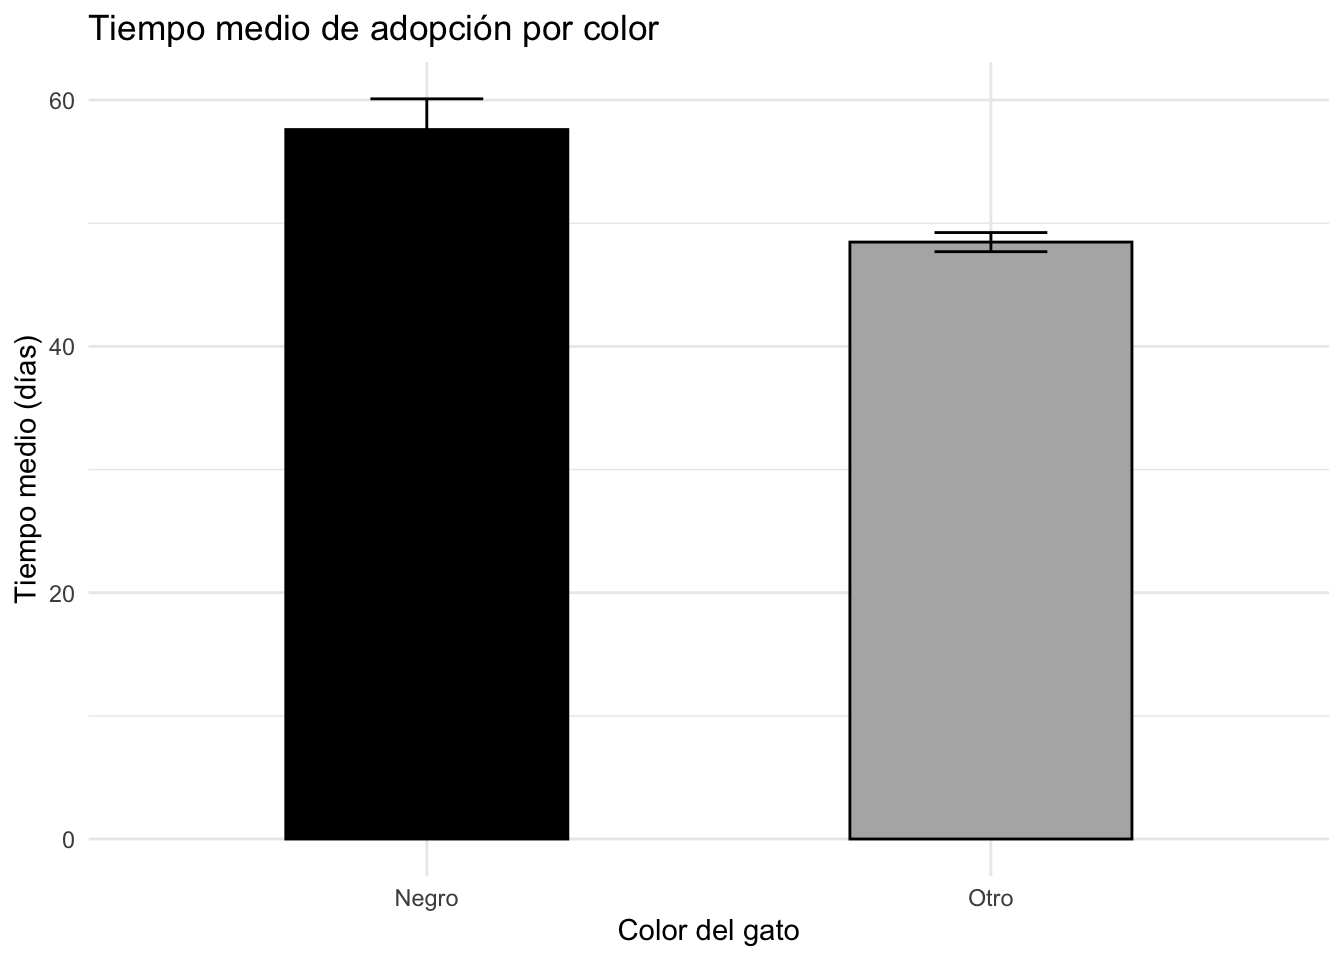 Tiempo medio de adopción por color
Tiempo medio (días)
60
40
20
0
Negro
Otro
Color del gato